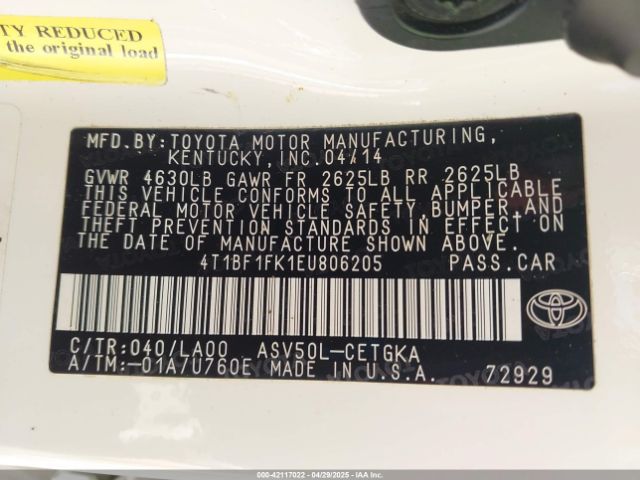 TY REDUCED
the original load
MFD. BY: TOYOTA MOTOR MANUFACTURING,
KENTUCKY, INC. 04/14
GVWR 4630LB GAWR FR 2625LB RR 2625LB
THIS VEHICLE CONFORMS TO ALL APPLICABLE
FEDERAL MOTOR VEHICLE SAFETY, BUMPER, AND
THEFT PREVENTION STANDARDS IN EFFECT ON
THE DATE OF MANUFACTURE SHOWN ABOVE.
4T1BF1FK1EU806205 PASS. CAR
C/TR: 040/LA00 ASV50L-CETGKA
A/TM: -01A/U760E MADE IN U.S.A. 72929
TOYOTA
000-42117022 - 04/29/2025 - IAA